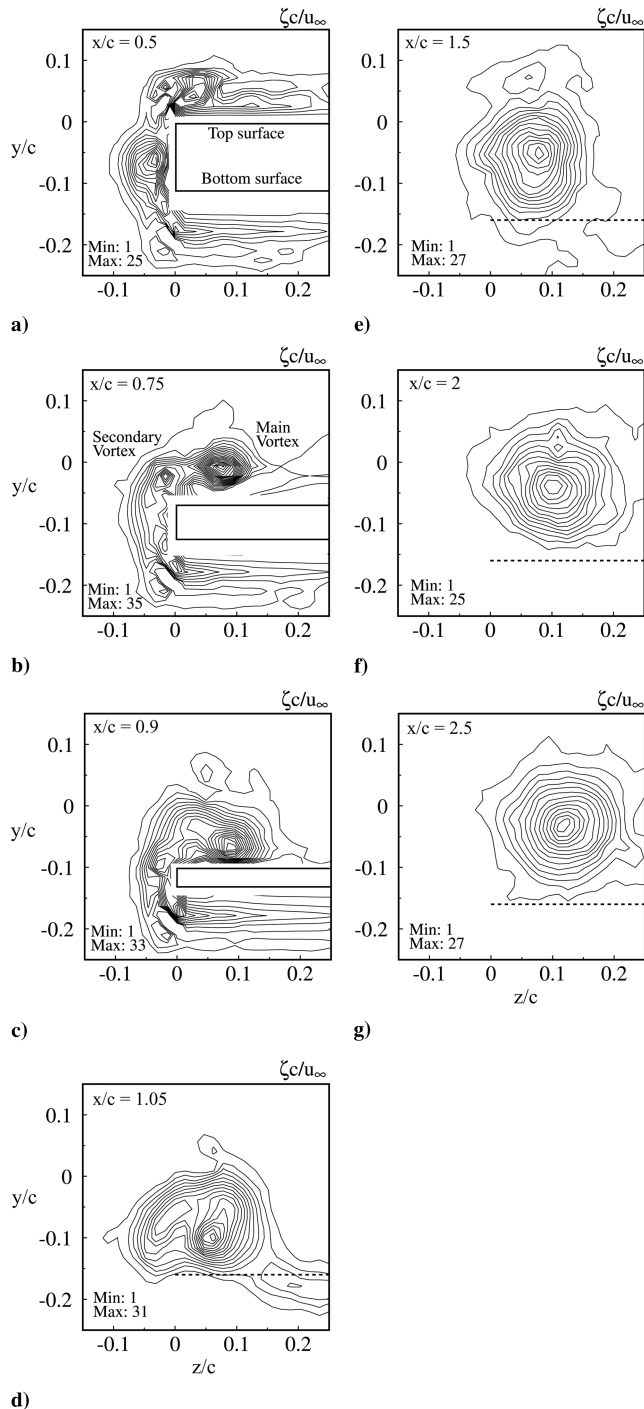 ζc/u∞
x/c = 0.5
0.1
0
y/c
-0.1
-0.2
Top surface
Bottom surface
Min: 1
Max: 25
-0.1 0 0.1 0.2
a)
ζc/u∞
x/c = 0.75
0.1
0
y/c
-0.1
-0.2
Secondary
Vortex
Main
Vortex
Min: 1
Max: 35
-0.1 0 0.1 0.2
b)
ζc/u∞
x/c = 0.9
0.1
0
y/c
-0.1
-0.2
Min: 1
Max: 33
-0.1 0 0.1 0.2
c)
ζc/u∞
x/c = 1.05
0.1
0
y/c
-0.1
-0.2
Min: 1
Max: 31
-0.1 0 0.1 0.2
z/c
d)
ζc/u∞
x/c = 1.5
0.1
0
-0.1
-0.2
Min: 1
Max: 27
-0.1 0 0.1 0.2
e)
ζc/u∞
x/c = 2
0.1
0
-0.1
-0.2
Min: 1
Max: 25
-0.1 0 0.1 0.2
f)
ζc/u∞
x/c = 2.5
0.1
0
-0.1
-0.2
Min: 1
Max: 27
-0.1 0 0.1 0.2
z/c
g)